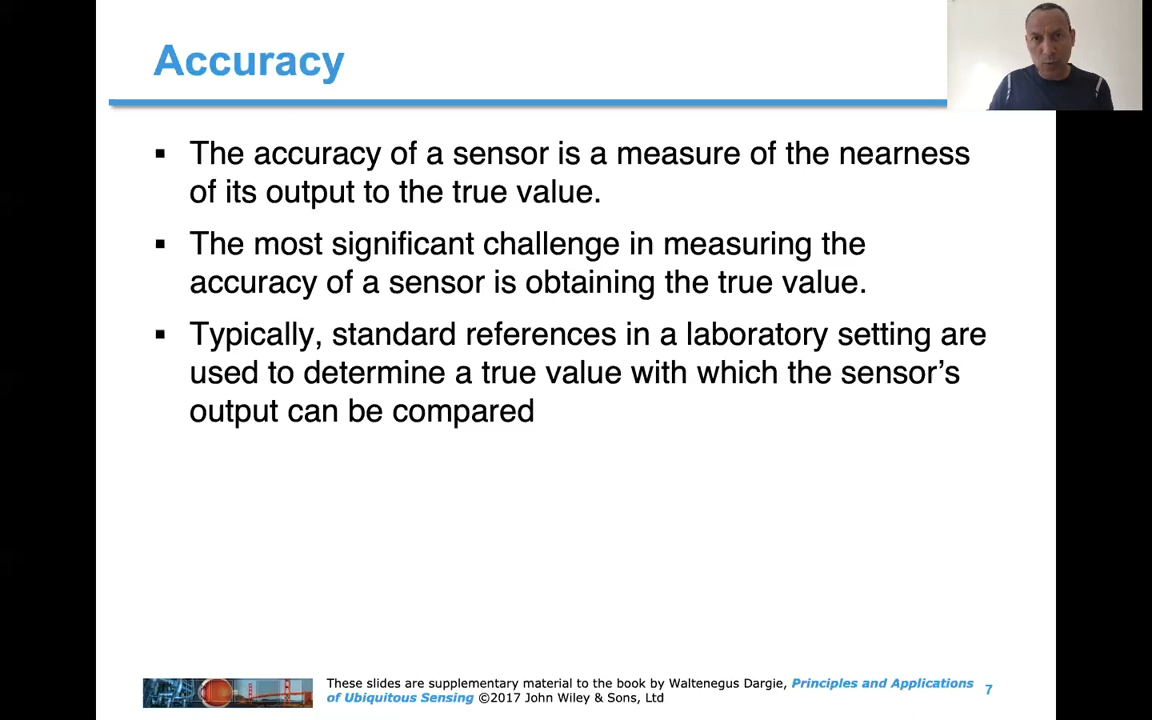 Accuracy
▪ The accuracy of a sensor is a measure of the nearness
of its output to the true value.
▪ The most significant challenge in measuring the
accuracy of a sensor is obtaining the true value.
▪ Typically, standard references in a laboratory setting are
used to determine a true value with which the sensor’s
output can be compared
These slides are supplementary material to the book by Waltenegus Dargie, Principles and Applications
of Ubiquitous Sensing ©2017 John Wiley & Sons, Ltd
7